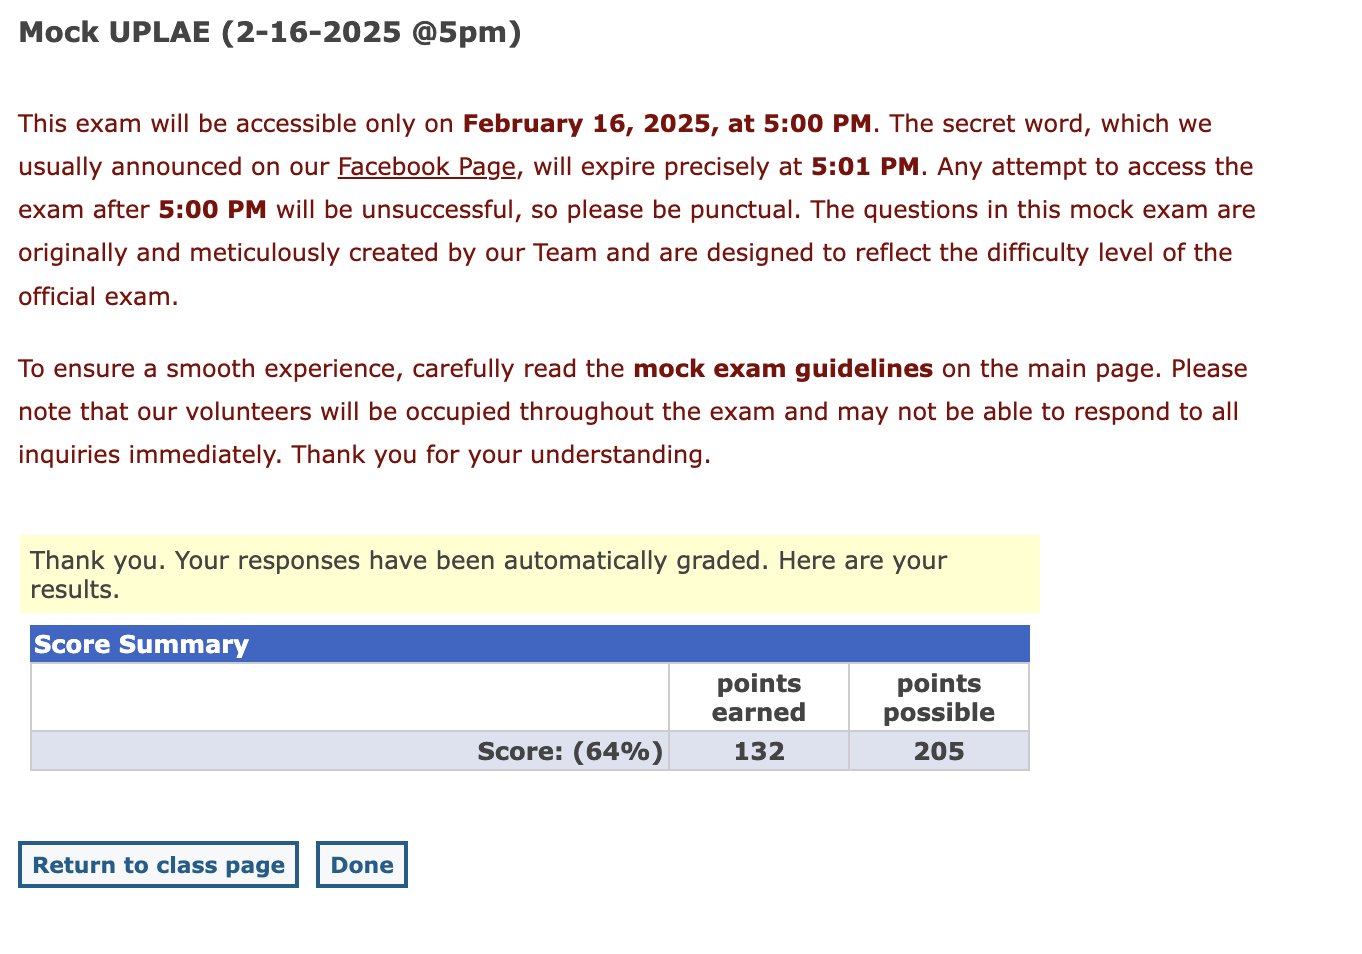 Mock UPLAE (2-16-2025 @5pm)
This exam will be accessible only on February 16, 2025, at 5:00 PM. The secret word, which we
usually announced on our Facebook Page, will expire precisely at 5:01 PM. Any attempt to access the
exam after 5:00 PM will be unsuccessful, so please be punctual. The questions in this mock exam are
originally and meticulously created by our Team and are designed to reflect the difficulty level of the
official exam.
To ensure a smooth experience, carefully read the mock exam guidelines on the main page. Please
note that our volunteers will be occupied throughout the exam and may not be able to respond to all
inquiries immediately. Thank you for your understanding.
Thank you. Your responses have been automatically graded. Here are your
results.
Score Summary
points earned
points possible
Score: (64%) 132 205
Return to class page Done